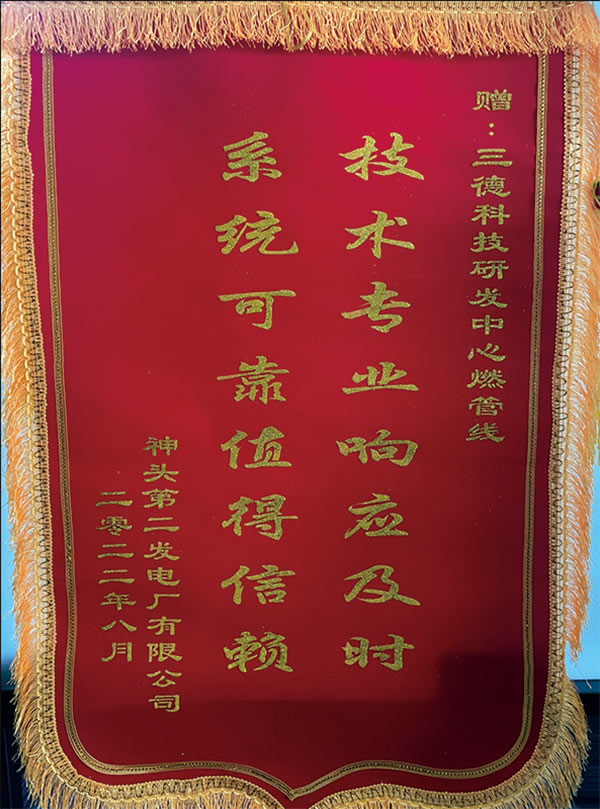 赠：三德科技研发中心燃管线
技术专业响应及时
系统可靠值得信赖
神头第二发电厂有限公司
二零二二年八月